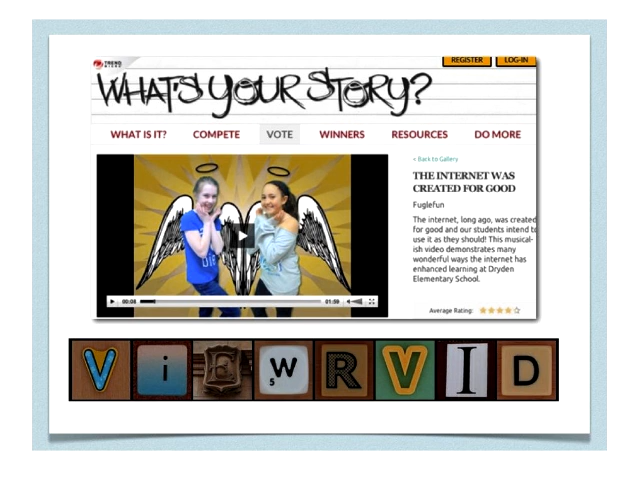 TREND
MICRO
REGISTER LOG-IN
WHAT'S YOUR STORY?
WHAT IS IT? COMPETE VOTE WINNERS RESOURCES DO MORE
< Back to Gallery
THE INTERNET WAS
CREATED FOR GOOD
Fuglefun
The internet, long ago, was created
for good and our students intend to
use it as they should! This musical-
ish video demonstrates many
wonderful ways the internet has
enhanced learning at Dryden
Elementary School.
00:08 01:59
Average Rating:
ViEWRVID
5